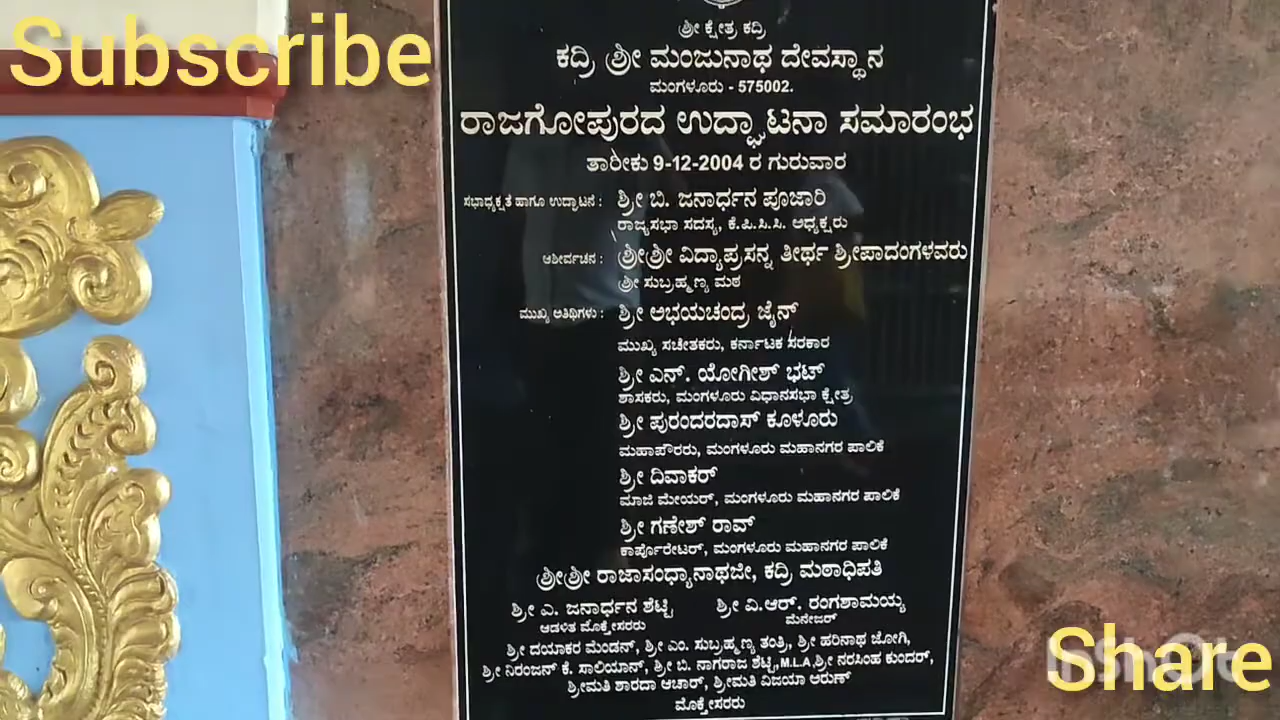 Subscribe
ಶ್ರೀ ಕ್ಷೇತ್ರ ಕದ್ರಿ
ಕದ್ರಿ ಶ್ರೀ ಮಂಜುನಾಥ ದೇವಸ್ಥಾನ
ಮಂಗಳೂರು - 575002.
ರಾಜಗೋಪುರದ ಉದ್ಘಾಟನಾ ಸಮಾರಂಭ
ತಾರೀಕು 9-12-2004 ರ ಗುರುವಾರ
ಸಭಾಧ್ಯಕ್ಷತೆ ಹಾಗೂ ಉದ್ಘಾಟನೆ : ಶ್ರೀ ಬಿ. ಜನಾರ್ಧನ ಪೂಜಾರಿ
ರಾಜ್ಯಸಭಾ ಸದಸ್ಯ, ಕೆ.ಪಿ.ಸಿ.ಸಿ. ಅಧ್ಯಕ್ಷರು
ಆಶೀರ್ವಚನ : ಶ್ರೀಶ್ರೀ ವಿದ್ಯಾಪ್ರಸನ್ನ ತೀರ್ಥ ಶ್ರೀಪಾದಂಗಳವರು
ಶ್ರೀ ಸುಬ್ರಹ್ಮಣ್ಯ ಮಠ
ಮುಖ್ಯ ಅತಿಥಿಗಳು : ಶ್ರೀ ಅಭಯಚಂದ್ರ ಜೈನ್
ಮುಖ್ಯ ಸಚೇತಕರು, ಕರ್ನಾಟಕ ಸರಕಾರ
ಶ್ರೀ ಎನ್. ಯೋಗೀಶ್ ಭಟ್
ಶಾಸಕರು, ಮಂಗಳೂರು ವಿಧಾನಸಭಾ ಕ್ಷೇತ್ರ
ಶ್ರೀ ಪುರಂದರದಾಸ್ ಕೂಳೂರು
ಮಹಾಪೌರರು, ಮಂಗಳೂರು ಮಹಾನಗರ ಪಾಲಿಕೆ
ಶ್ರೀ ದಿವಾಕರ್
ಮಾಜಿ ಮೇಯರ್, ಮಂಗಳೂರು ಮಹಾನಗರ ಪಾಲಿಕೆ
ಶ್ರೀ ಗಣೇಶ್ ರಾವ್
ಕಾರ್ಪೊರೇಟರ್, ಮಂಗಳೂರು ಮಹಾನಗರ ಪಾಲಿಕೆ
ಶ್ರೀಶ್ರೀ ರಾಜಾಸಂಧ್ಯಾನಾಥಜೀ, ಕದ್ರಿ ಮಠಾಧಿಪತಿ
ಶ್ರೀ ಎ. ಜನಾರ್ಧನ ಶೆಟ್ಟಿ ಶ್ರೀ ವಿ.ಆರ್. ರಂಗಶಾಮಯ್ಯ
ಆಡಳಿತ ಮೊಕ್ತೇಸರರು ಮೆನೇಜರ್
ಶ್ರೀ ದಯಾಕರ ಮೆಂಡನ್, ಶ್ರೀ ಎಂ. ಸುಬ್ರಹ್ಮಣ್ಯ ತಂತ್ರಿ, ಶ್ರೀ ಹರಿನಾಥ ಜೋಗಿ,
ಶ್ರೀ ನಿರಂಜನ್ ಕೆ. ಸಾಲಿಯಾನ್, ಶ್ರೀ ಬಿ. ನಾಗರಾಜ ಶೆಟ್ಟಿ,M.L.A,ಶ್ರೀ ನರಸಿಂಹ ಕುಂದರ್,
ಶ್ರೀಮತಿ ಶಾರದಾ ಆಚಾರ್, ಶ್ರೀಮತಿ ವಿಜಯಾ ಅರುಣ್
ಮೊಕ್ತೇಸರರು
Share